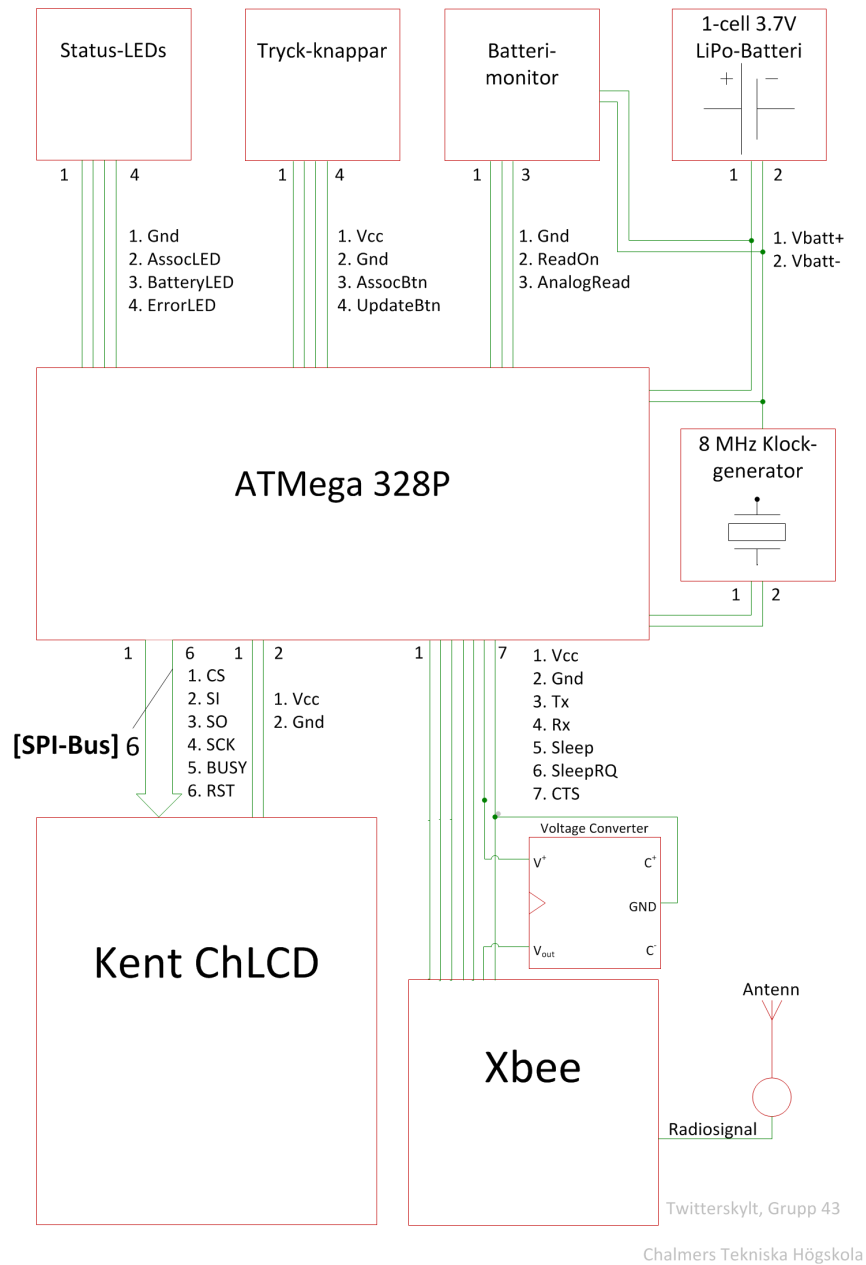 Status-LEDs
Tryck-knappar
Batteri-
monitor
1-cell 3.7V
LiPo-Batteri
+ −
1 4
1 4
1 3
1 2
1. Gnd
2. AssocLED
3. BatteryLED
4. ErrorLED
1. Vcc
2. Gnd
3. AssocBtn
4. UpdateBtn
1. Gnd
2. ReadOn
3. AnalogRead
1. Vbatt+
2. Vbatt-
ATMega 328P
8 MHz Klock-
generator
1 2
1 6
1. CS
2. SI
3. SO
4. SCK
5. BUSY
6. RST
[SPI-Bus] 6
1 2
1. Vcc
2. Gnd
1 7
1. Vcc
2. Gnd
3. Tx
4. Rx
5. Sleep
6. SleepRQ
7. CTS
Voltage Converter
V+ C+
GND
Vout C-
Kent ChLCD
Xbee
Antenn
Radiosignal
Twitterskylt, Grupp 43
Chalmers Tekniska Högskola